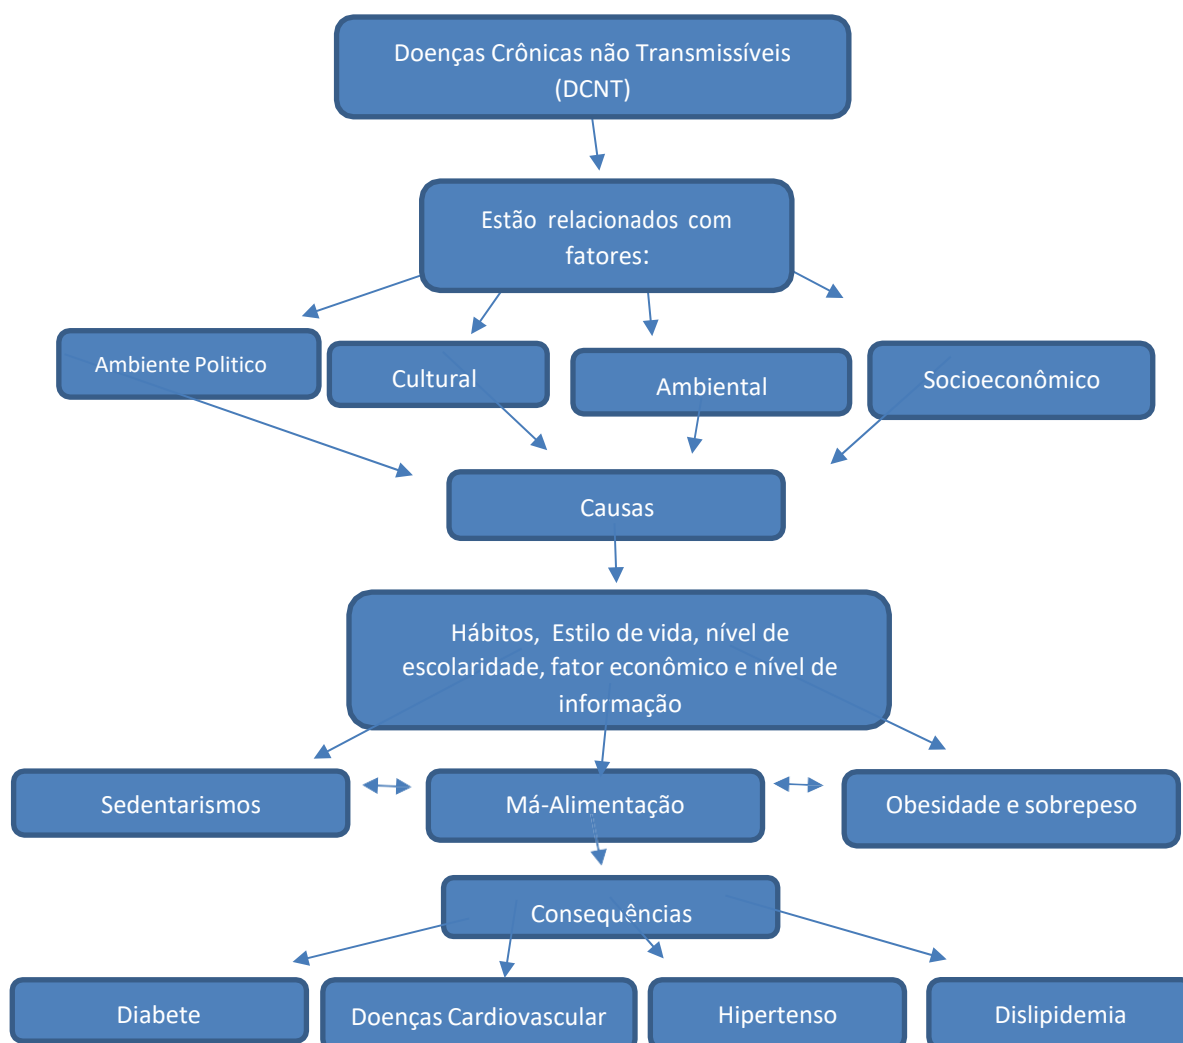 Doenças Crônicas não Transmissíveis
(DCNT)
Estão relacionados com
fatores:
Ambiente Politico
Cultural
Ambiental
Socioeconômico
Causas
Hábitos, Estilo de vida, nível de
escolaridade, fator econômico e nível de
informação
Sedentarismos
Má-Alimentação
Obesidade e sobrepeso
Consequências
Diabete
Doenças Cardiovascular
Hipertenso
Dislipidemia